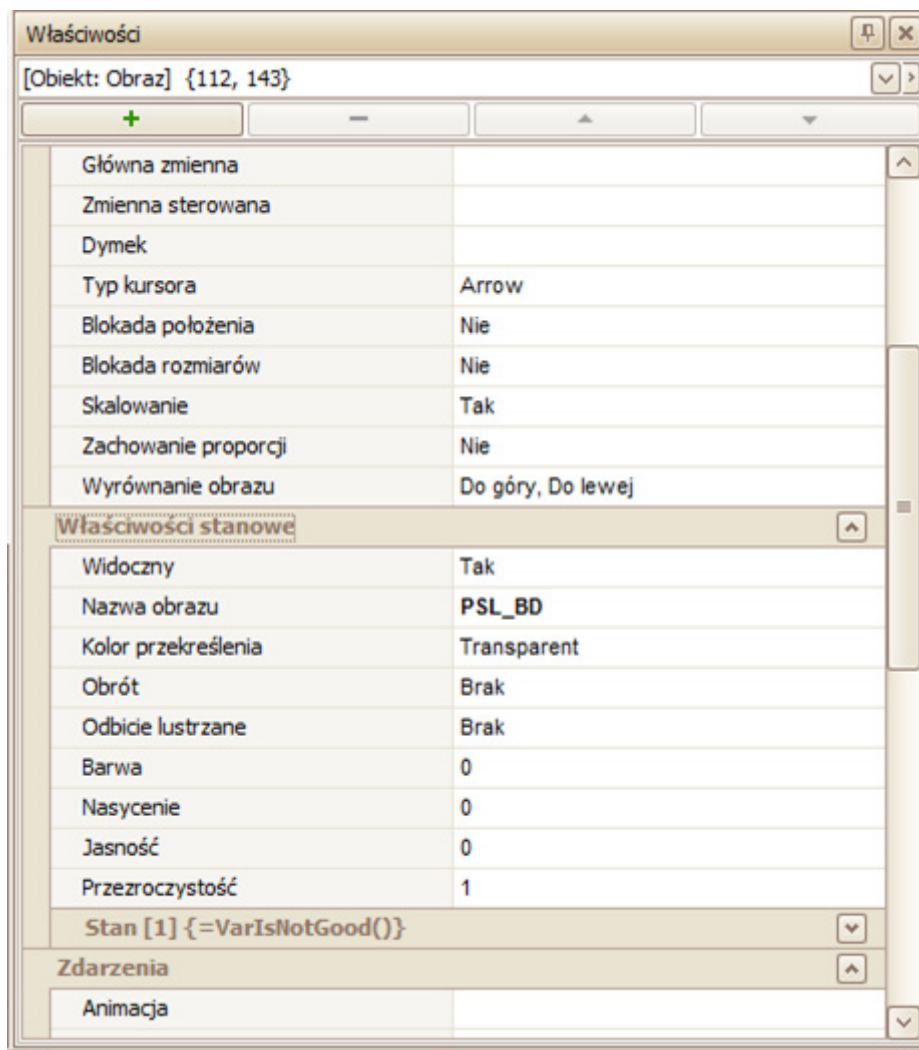 Właściwości
[Obiekt: Obraz] {112, 143}
Główna zmienna
Zmienna sterowana
Dymek
Typ kursora Arrow
Blokada położenia Nie
Blokada rozmiarów Nie
Skalowanie Tak
Zachowanie proporcji Nie
Wyrównanie obrazu Do góry, Do lewej
Właściwości stanowe
Widoczny Tak
Nazwa obrazu PSL_BD
Kolor przekreślenia Transparent
Obrót Brak
Odbicie lustrzane Brak
Barwa 0
Nasycenie 0
Jasność 0
Przezroczystość 1
Stan [1] {=VarIsNotGood()}
Zdarzenia
Animacja